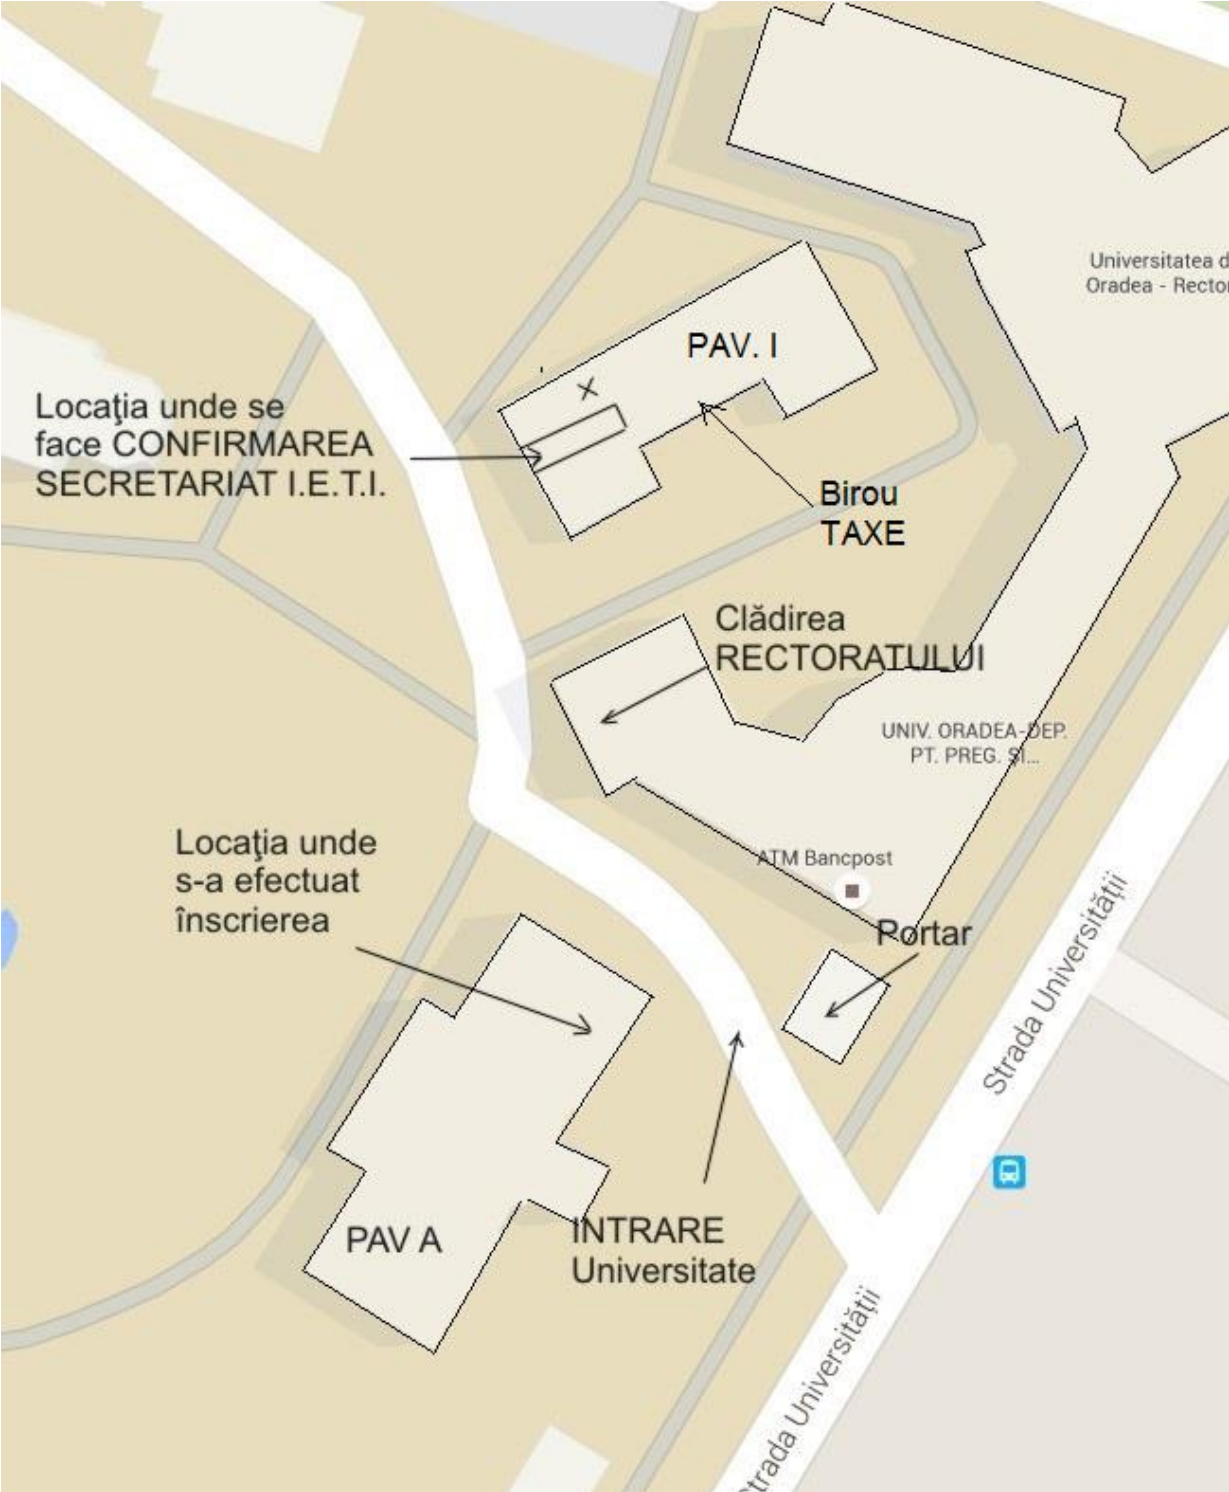 Universitatea d
Oradea - Rector
PAV. I
X
Locaţia unde se
face CONFIRMAREA
SECRETARIAT I.E.T.I.
Birou
TAXE
Clădirea
RECTORATULUI
UNIV. ORADEA-DEP.
PT. PREG. ŞI...
Locaţia unde
s-a efectuat
înscrierea
ATM Bancpost
Portar
Strada Universităţii
PAV A
INTRARE
Universitate
Strada Universităţii